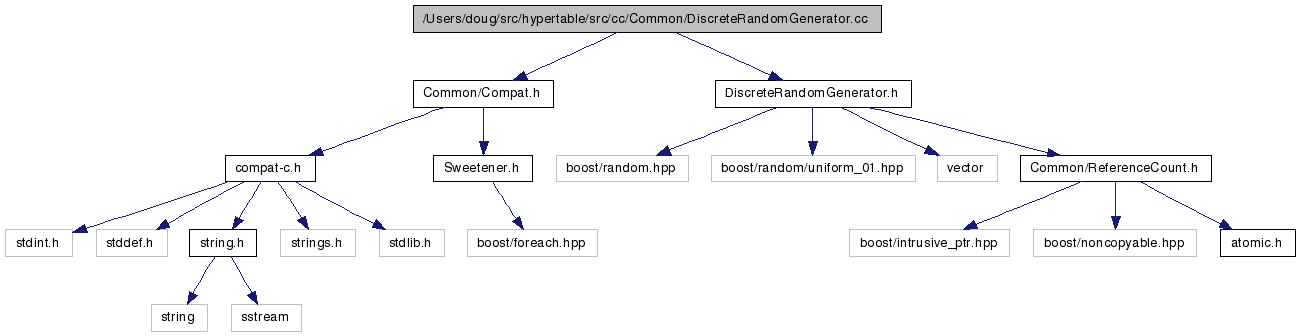 /Users/doug/src/hypertable/src/cc/Common/DiscreteRandomGenerator.cc
Common/Compat.h
DiscreteRandomGenerator.h
compat-c.h
Sweetener.h
boost/random.hpp
boost/random/uniform_01.hpp
vector
Common/ReferenceCount.h
stdint.h
stddef.h
string.h
strings.h
stdlib.h
boost/foreach.hpp
boost/intrusive_ptr.hpp
boost/noncopyable.hpp
atomic.h
string
sstream